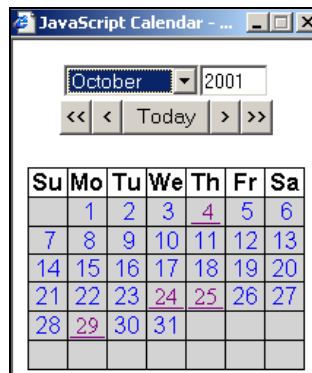 JavaScript Calendar - ...
October 2001
<< < Today > >>
Su Mo Tu We Th Fr Sa
1 2 3 4 5 6
7 8 9 10 11 12 13
14 15 16 17 18 19 20
21 22 23 24 25 26 27
28 29 30 31